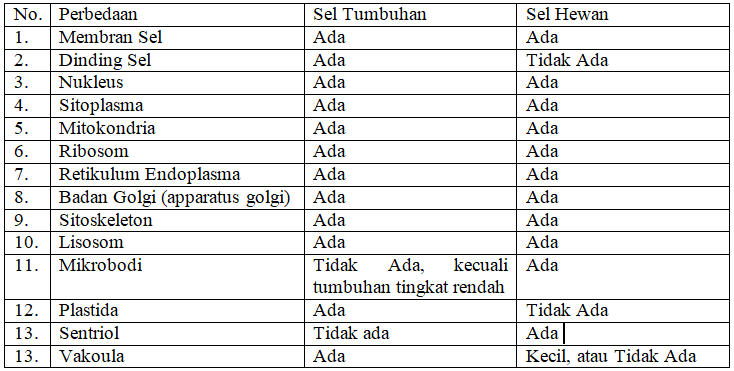 No. Perbedaan Sel Tumbuhan Sel Hewan
1. Membran Sel Ada Ada
2. Dinding Sel Ada Tidak Ada
3. Nukleus Ada Ada
4. Sitoplasma Ada Ada
5. Mitokondria Ada Ada
6. Ribosom Ada Ada
7. Retikulum Endoplasma Ada Ada
8. Badan Golgi (apparatus golgi) Ada Ada
9. Sitoskeleton Ada Ada
10. Lisosom Ada Ada
11. Mikrobodi Tidak Ada, kecuali Ada
tumbuhan tingkat rendah
12. Plastida Ada Tidak Ada
13. Sentriol Tidak ada Ada
13. Vakoula Ada Kecil, atau Tidak Ada